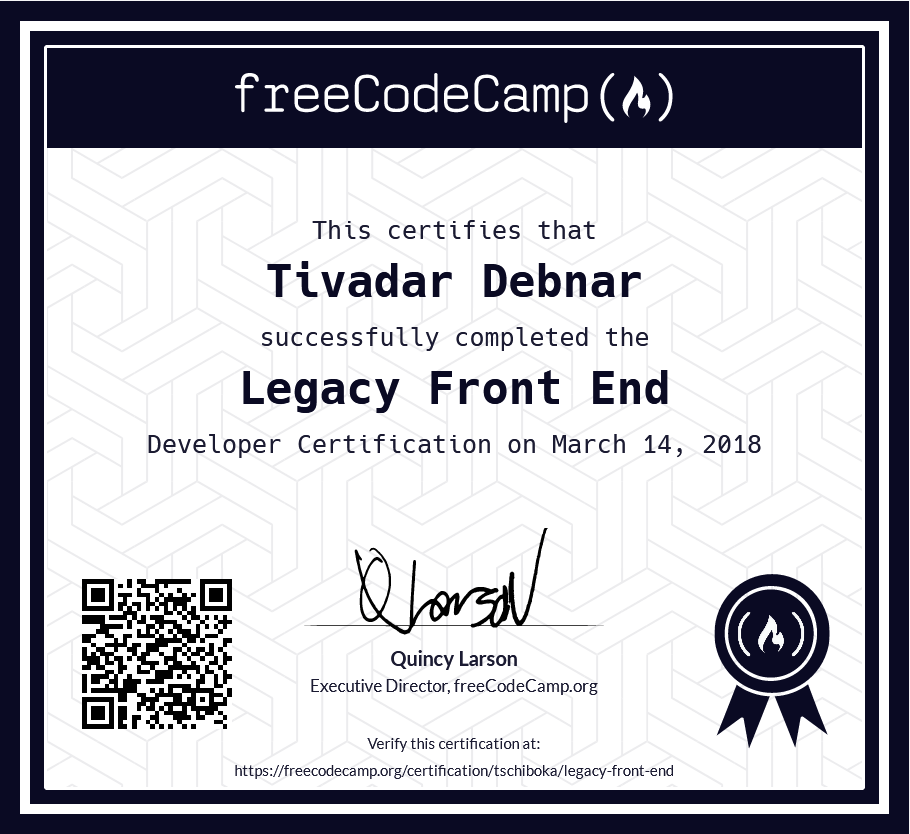 freeCodeCamp
This certifies that
Tivadar Debnar
successfully completed the
Legacy Front End
Developer Certification on March 14, 2018
Quincy Larson
Executive Director, freeCodeCamp.org
Verify this certification at:
https://freecodecamp.org/certification/tschiboka/legacy-front-end